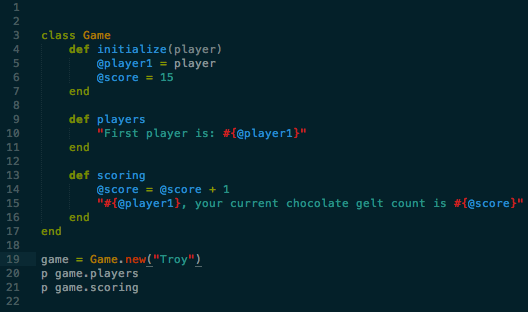 1
2
3 class Game
4     def initialize(player)
5         @player1 = player
6         @score = 15
7     end
8
9     def players
10         "First player is: #{@player1}"
11     end
12
13     def scoring
14         @score = @score + 1
15         "#{@player1}, your current chocolate gelt count is #{@score}"
16     end
17 end
18
19 game = Game.new("Troy")
20 p game.players
21 p game.scoring
22